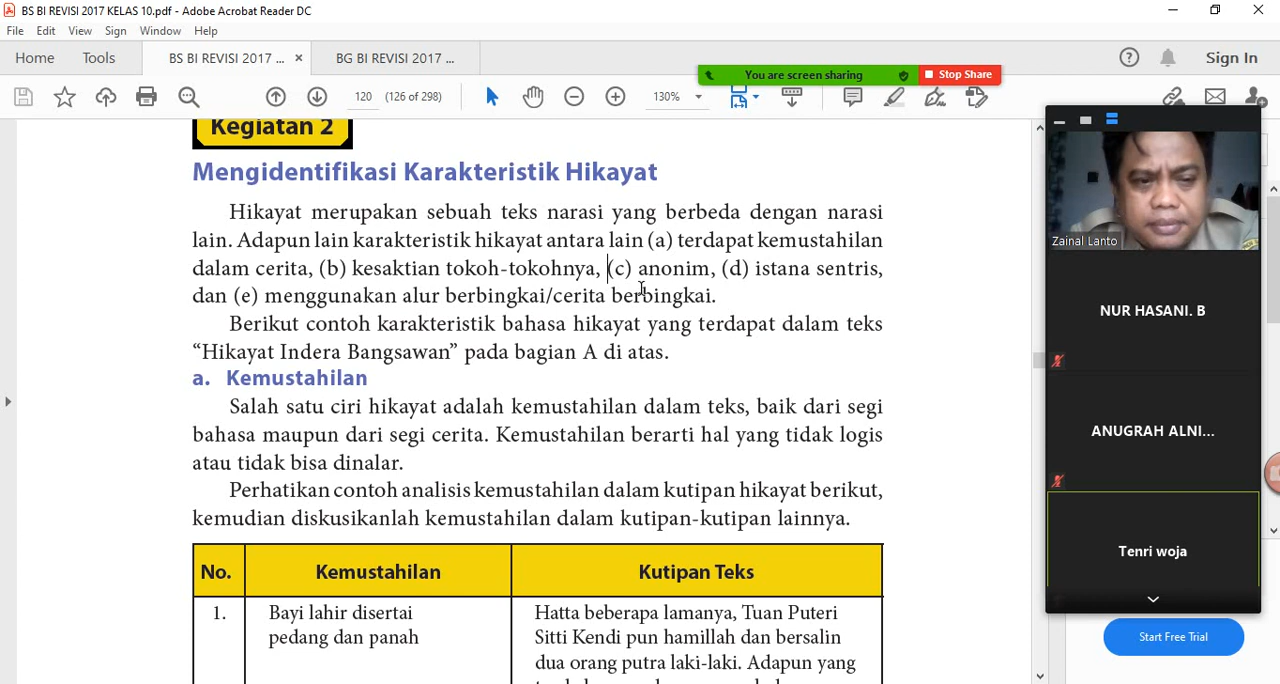 BS BI REVISI 2017 KELAS 10.pdf - Adobe Acrobat Reader DC
File Edit View Sign Window Help
Home Tools BS BI REVISI 2017 ... × BG BI REVISI 2017 ... Sign In
You are screen sharing Stop Share
120 (126 of 298) 130%
Kegiatan 2
Mengidentifikasi Karakteristik Hikayat
Hikayat merupakan sebuah teks narasi yang berbeda dengan narasi
lain. Adapun lain karakteristik hikayat antara lain (a) terdapat kemustahilan
dalam cerita, (b) kesaktian tokoh-tokohnya, (c) anonim, (d) istana sentris,
dan (e) menggunakan alur berbingkai/cerita berbingkai.
Berikut contoh karakteristik bahasa hikayat yang terdapat dalam teks
“Hikayat Indera Bangsawan” pada bagian A di atas.
a. Kemustahilan
Salah satu ciri hikayat adalah kemustahilan dalam teks, baik dari segi
bahasa maupun dari segi cerita. Kemustahilan berarti hal yang tidak logis
atau tidak bisa dinalar.
Perhatikan contoh analisis kemustahilan dalam kutipan hikayat berikut,
kemudian diskusikanlah kemustahilan dalam kutipan-kutipan lainnya.
No. Kemustahilan Kutipan Teks
1. Bayi lahir disertai
pedang dan panah
Hatta beberapa lamanya, Tuan Puteri
Sitti Kendi pun hamillah dan bersalin
dua orang putra laki-laki. Adapun yang
Zainal Lanto
NUR HASANI. B
ANUGRAH ALNI...
Tenri woja
Start Free Trial